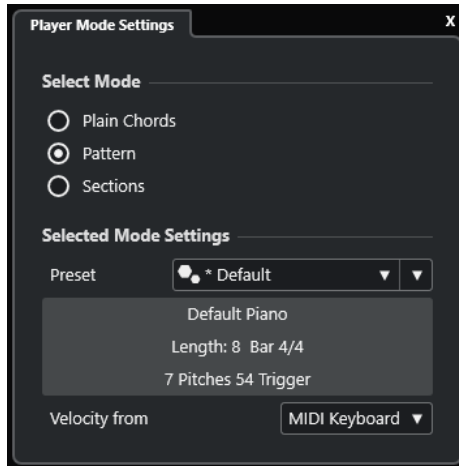 Player Mode Settings X
Select Mode
Plain Chords
Pattern
Sections
Selected Mode Settings
Preset * Default
Default Piano
Length: 8 Bar 4/4
7 Pitches 54 Trigger
Velocity from MIDI Keyboard